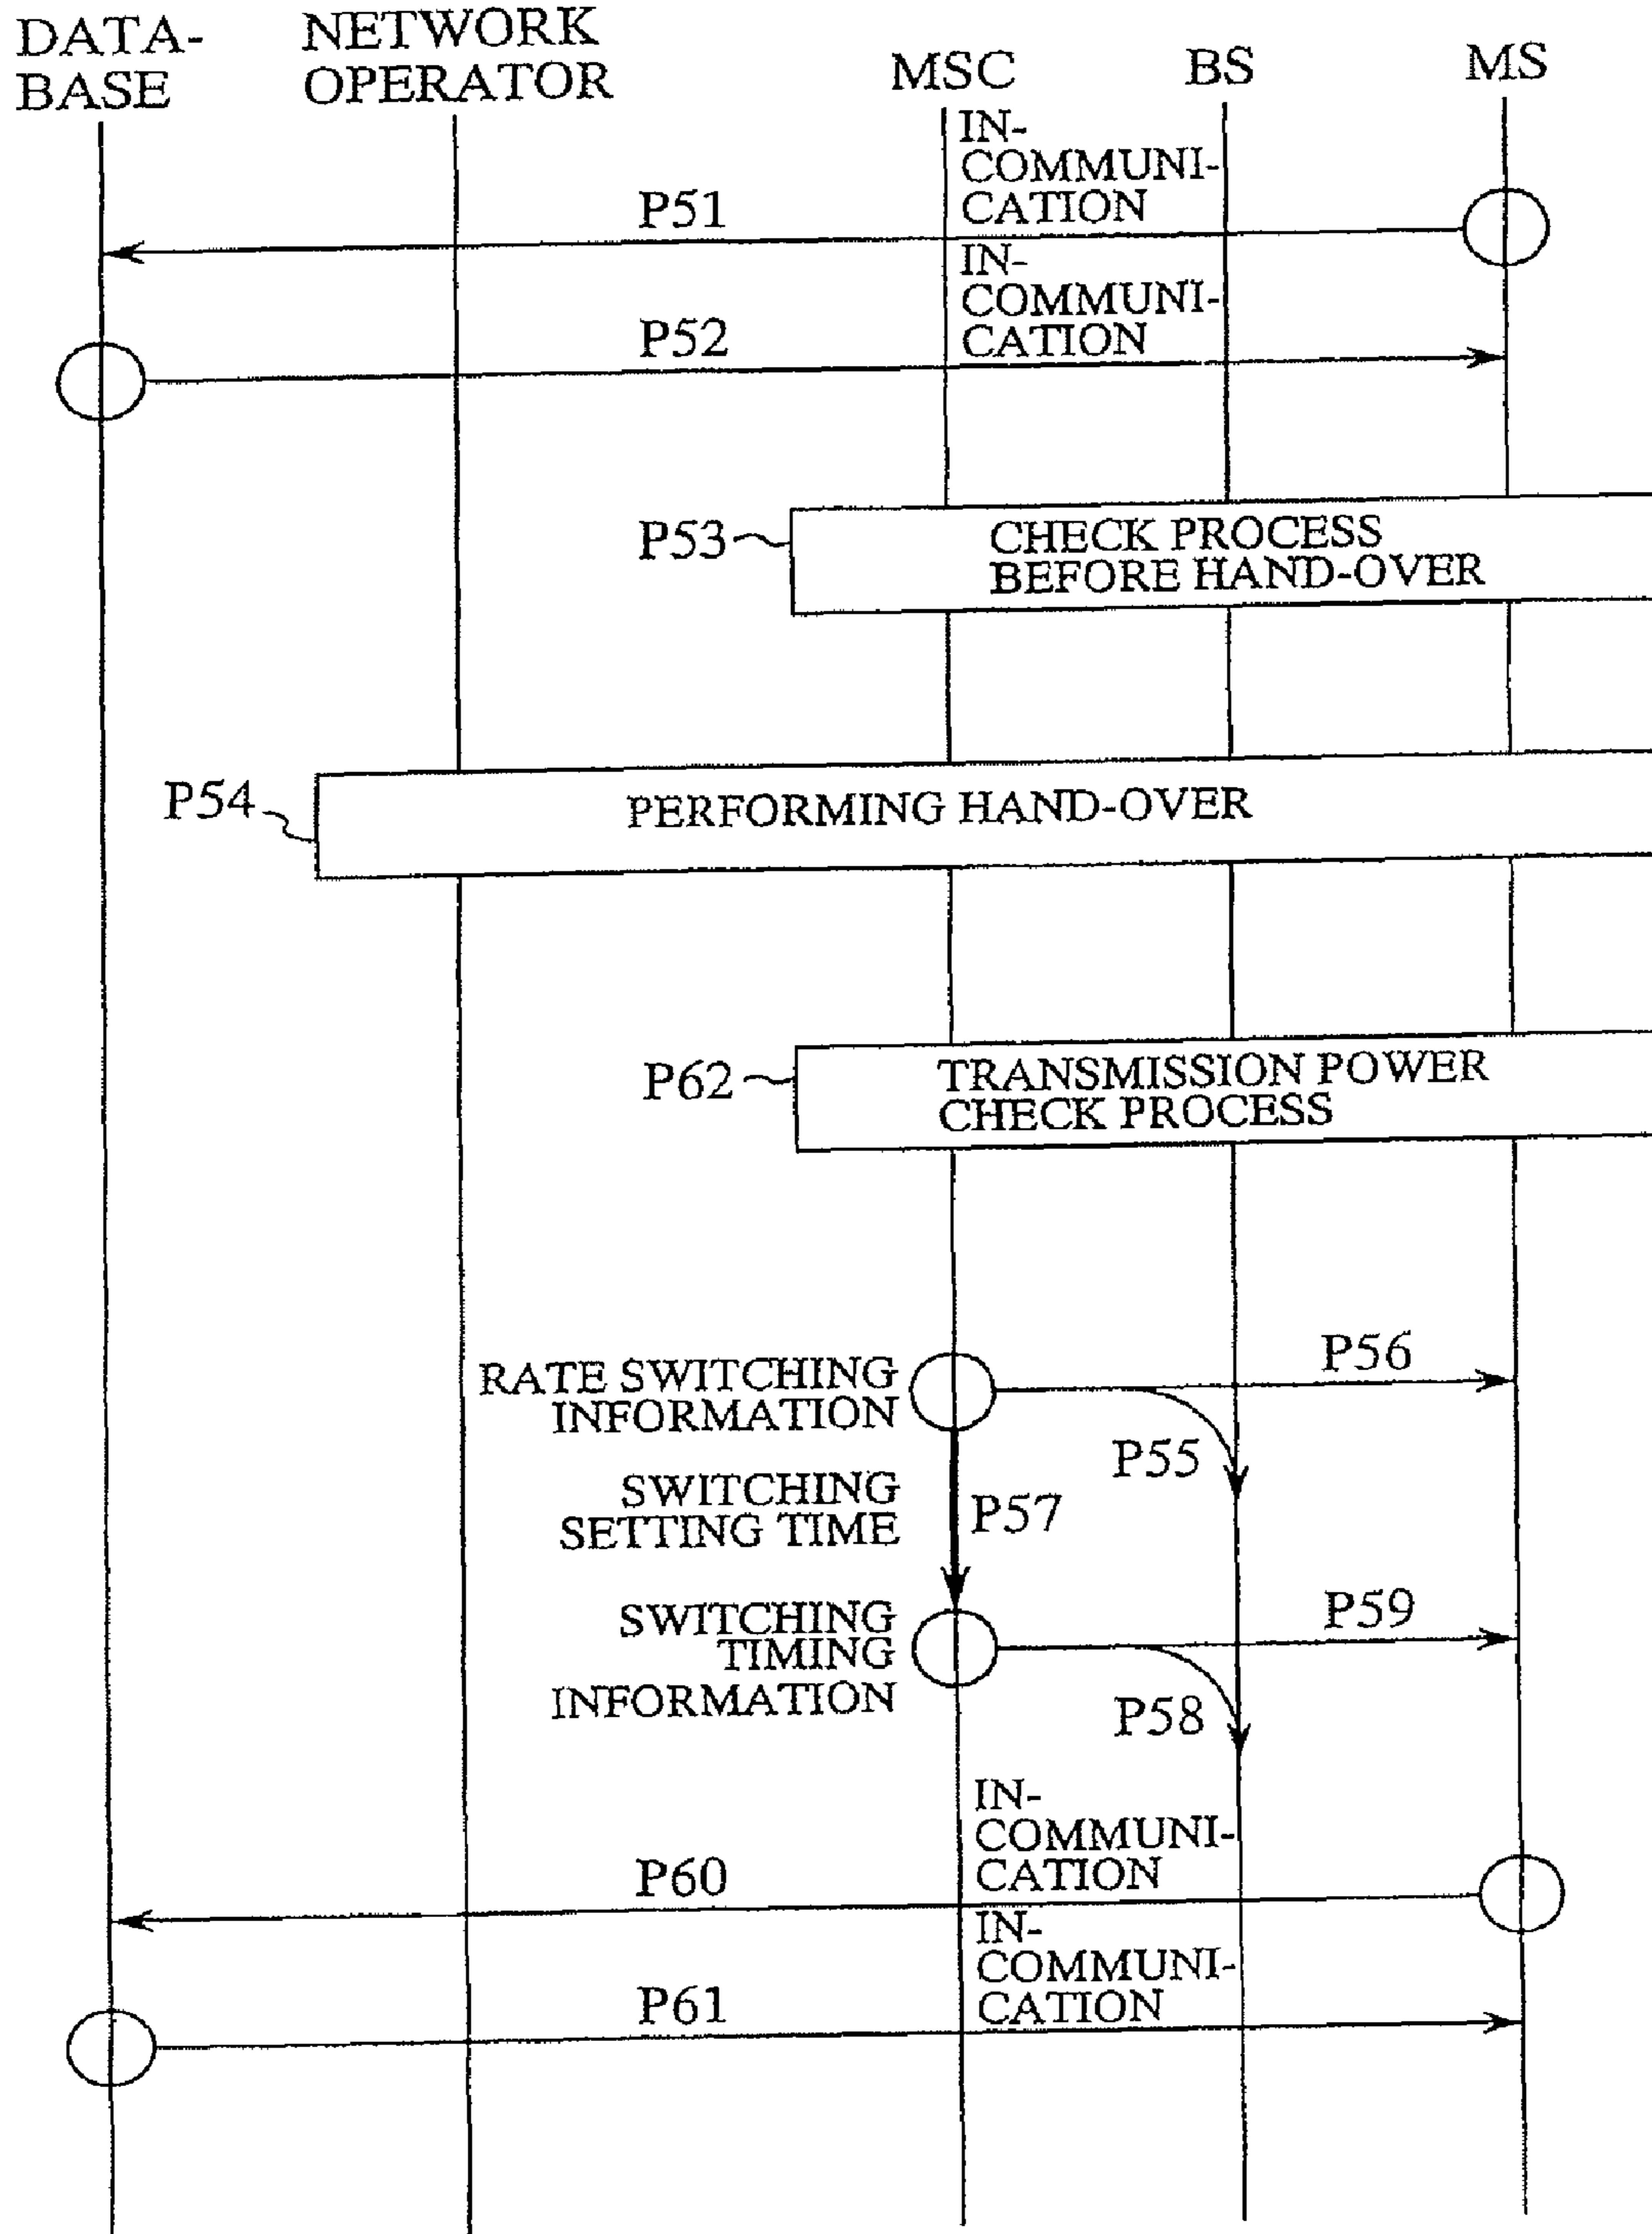 DATA-
BASE
NETWORK
OPERATOR
MSC
BS
MS
IN-
COMMUNI-
CATION
P51
IN-
COMMUNI-
CATION
P52
P53
CHECK PROCESS
BEFORE HAND-OVER
P54
PERFORMING HAND-OVER
P62
TRANSMISSION POWER
CHECK PROCESS
RATE SWITCHING
INFORMATION
P56
P55
SWITCHING
SETTING TIME
P57
SWITCHING
TIMING
INFORMATION
P59
P58
IN-
COMMUNI-
CATION
P60
IN-
COMMUNI-
CATION
P61